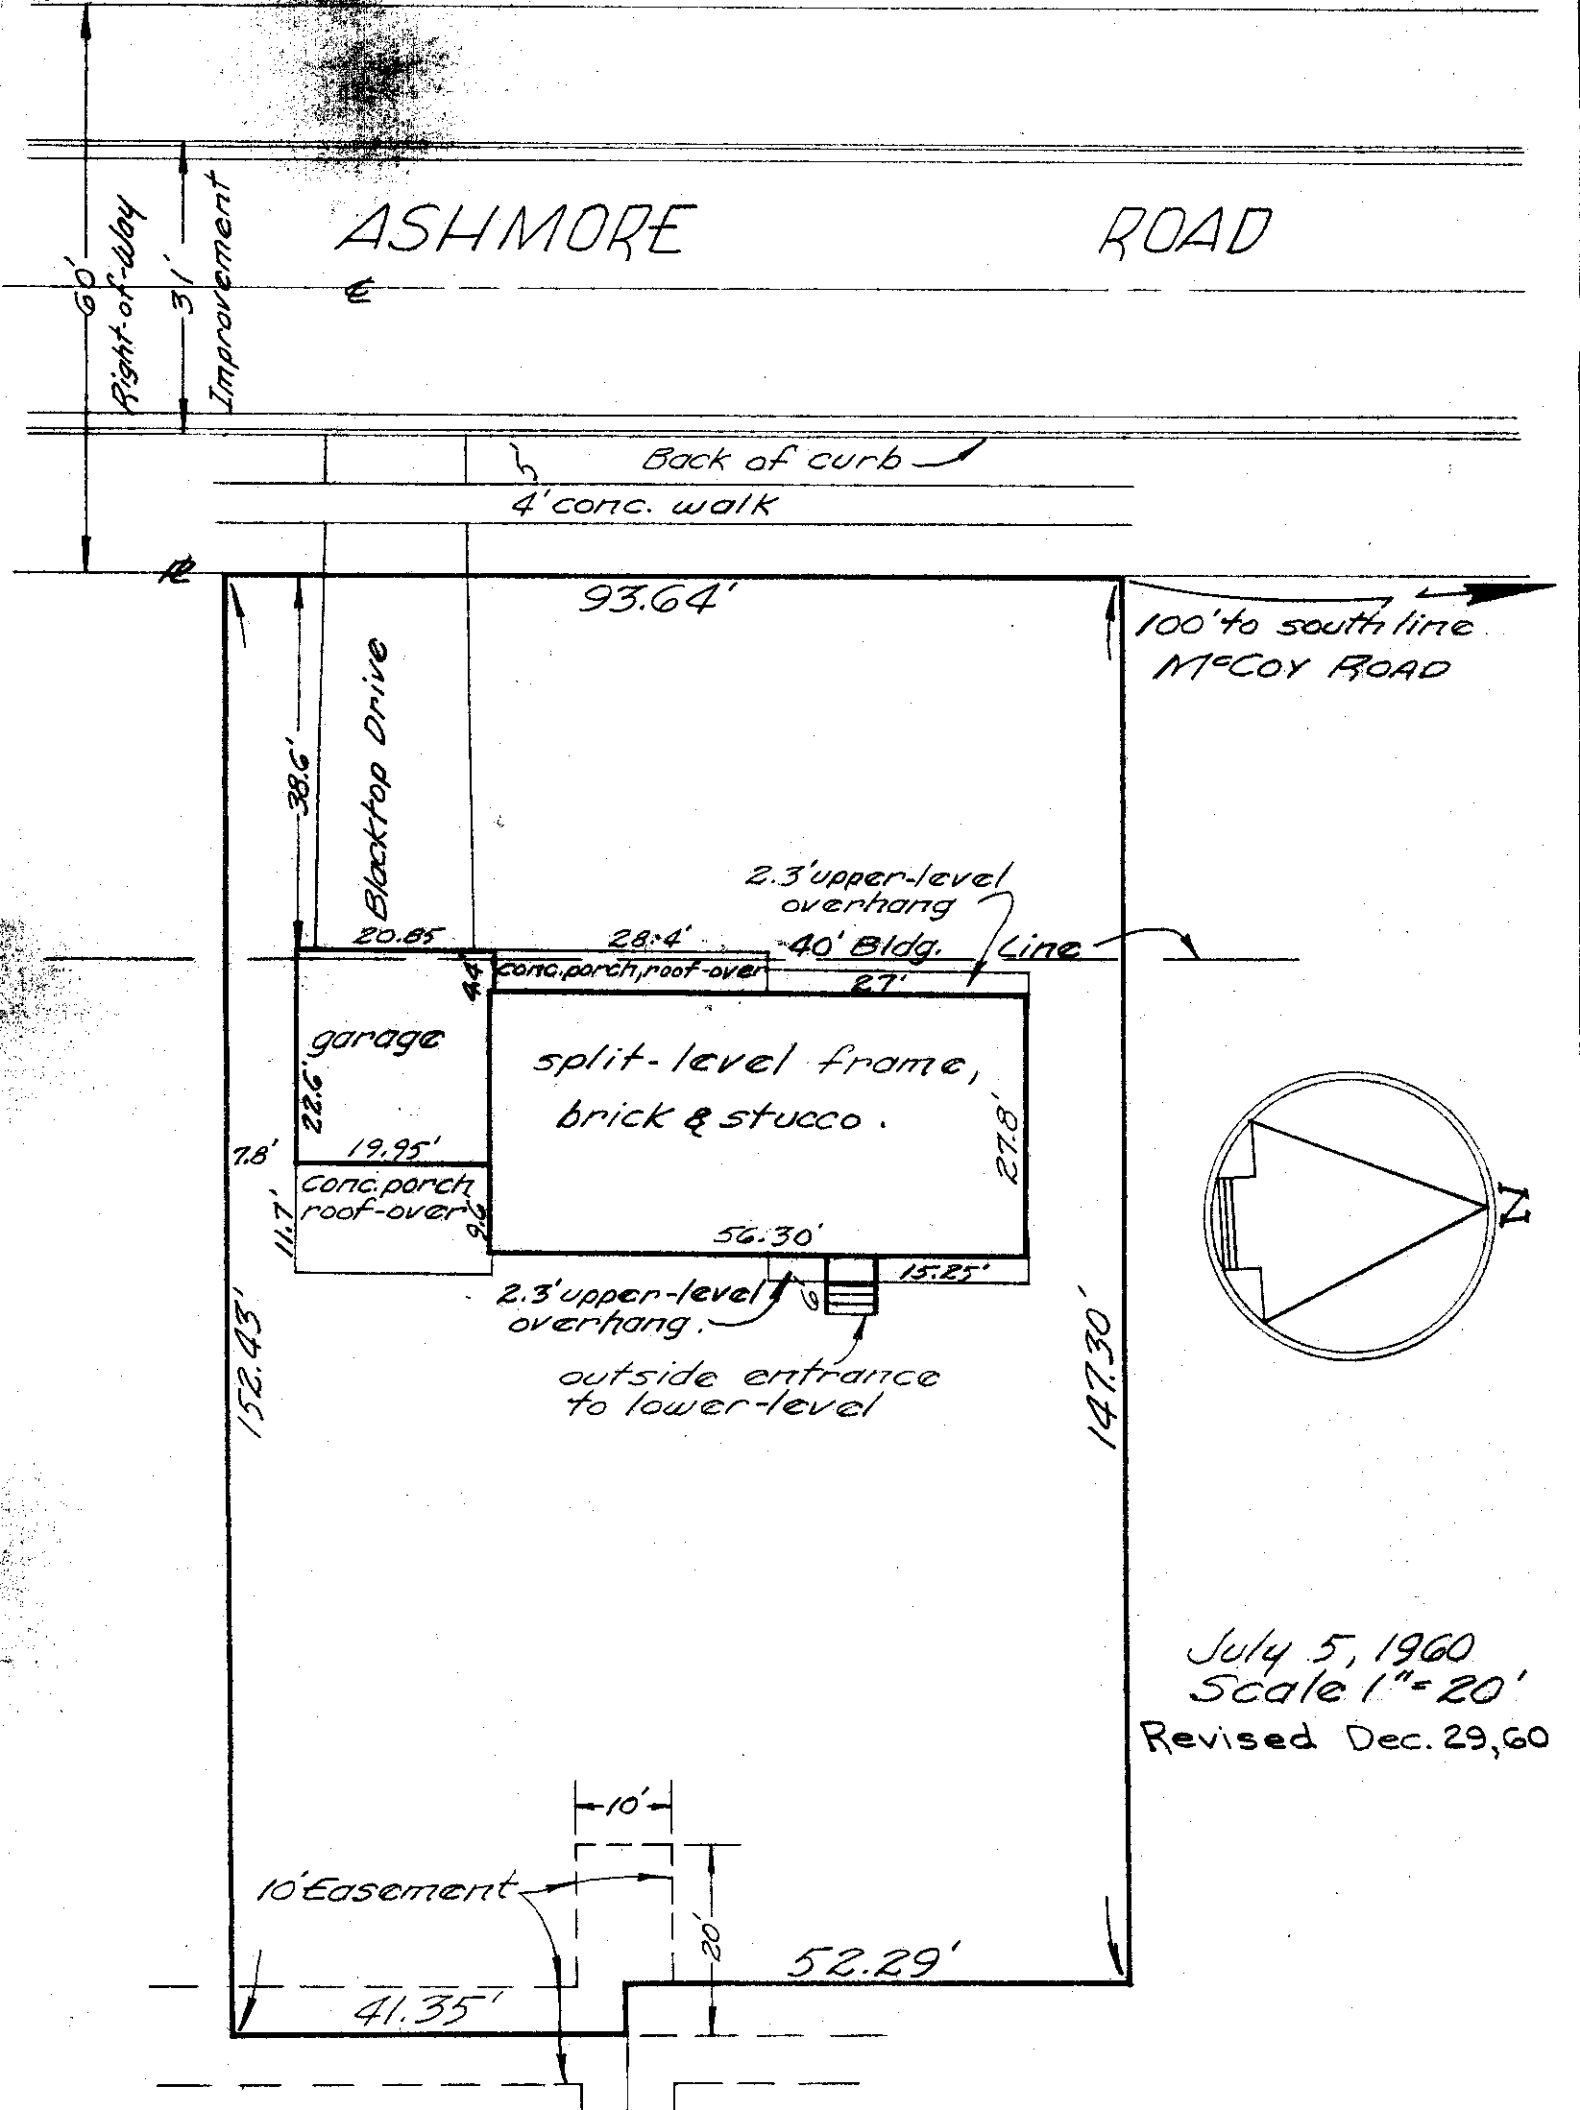 60'
Right-of-Way
31'
Improvement
ASHMORE ROAD
℄
5'
Back of curb
4' conc. walk
PL
93.64'
100' to south line
McCOY ROAD
38.6'
Blacktop Drive
2.3' upper-level
overhang
20.85
28.4'
40' Bldg. Line
4.4'
conc. porch, roof-over
27'
garage
22.6'
split-level frame,
brick & stucco.
27.8'
7.8'
19.95'
conc. porch
roof-over
11.7'
9.6
56.30'
15.25'
2.3' upper-level
overhang.
6'
outside entrance
to lower-level
152.43'
147.30'
N
July 5, 1960
Scale 1"=20'
Revised Dec. 29,60
10'
10' Easement
20'
52.29'
41.35'